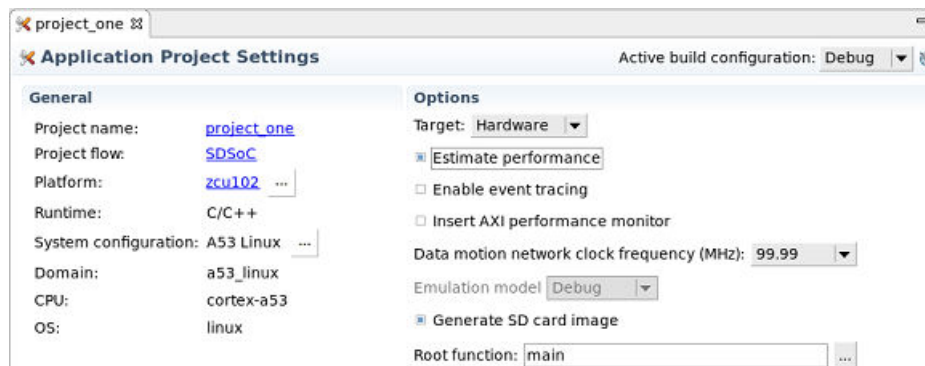 project_one
Application Project Settings
Active build configuration: Debug
General
Project name: project_one
Project flow: SDSoC
Platform: zcu102 ...
Runtime: C/C++
System configuration: A53 Linux ...
Domain: a53_linux
CPU: cortex-a53
OS: linux
Options
Target: Hardware
Estimate performance
Enable event tracing
Insert AXI performance monitor
Data motion network clock frequency (MHz): 99.99
Emulation model Debug
Generate SD card image
Root function: main ...